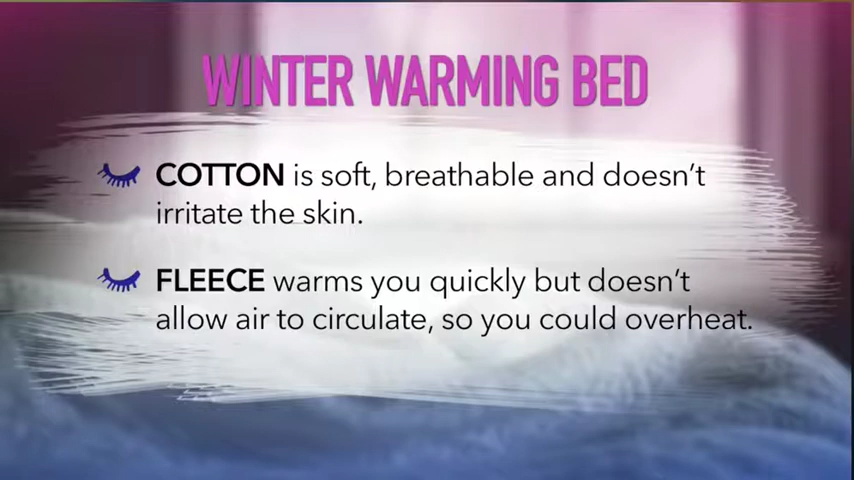 WINTER WARMING BED
COTTON is soft, breathable and doesn't
irritate the skin.
FLEECE warms you quickly but doesn't
allow air to circulate, so you could overheat.